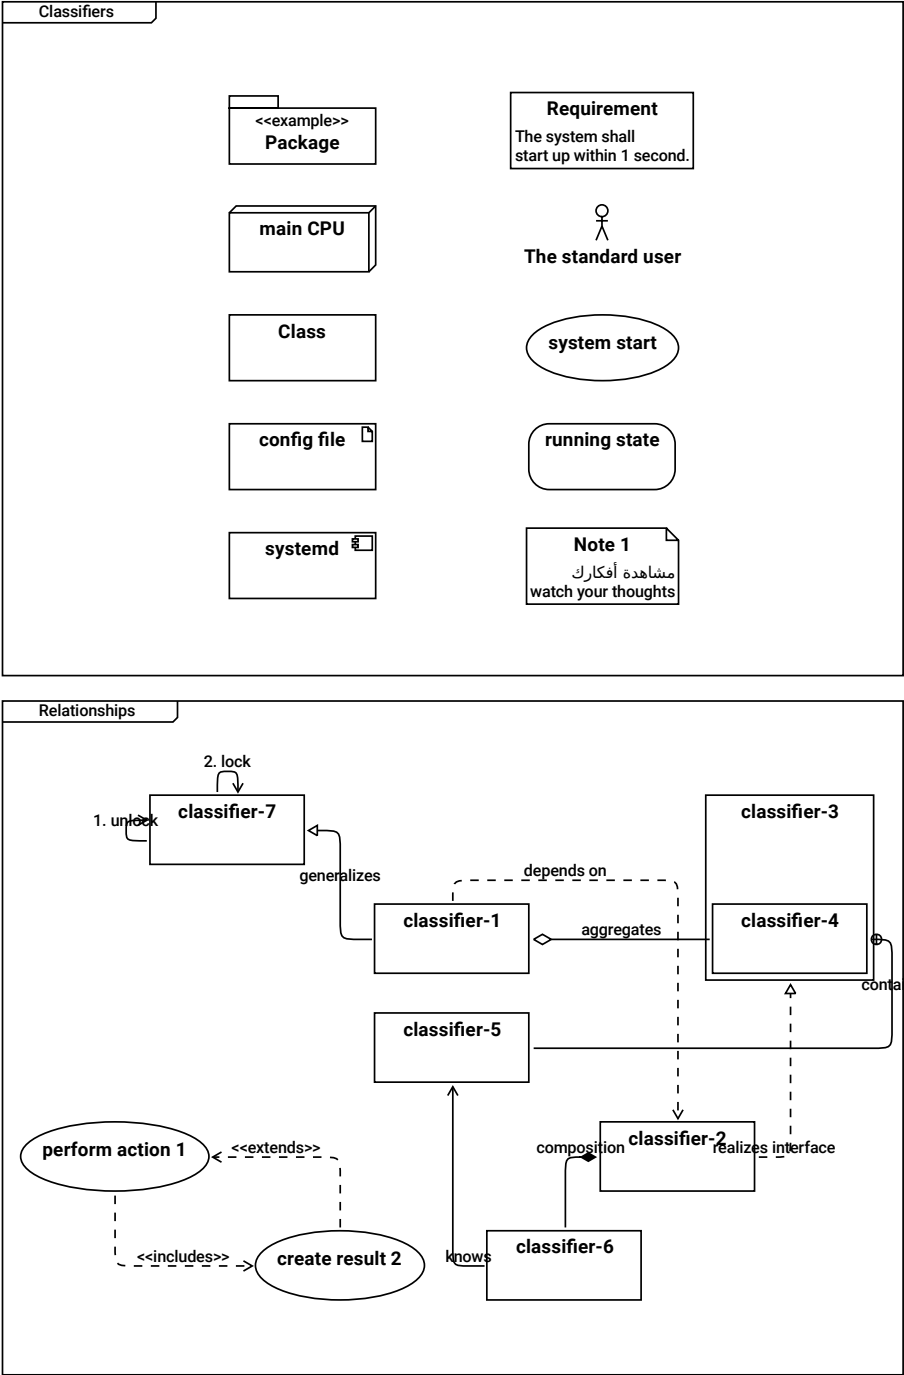 Classifiers
<<example>>
Package
Requirement
The system shall
start up within 1 second.
main CPU
The standard user
Class
system start
config file
running state
systemd
Note 1
مشاهدة أفكارك
watch your thoughts
Relationships
2. lock
classifier-7
1. unlock
classifier-3
generalizes
depends on
classifier-1
aggregates
classifier-4
contai
classifier-5
perform action 1
<<extends>>
composition
classifier-2
realizes interface
<<includes>>
create result 2
knows
classifier-6